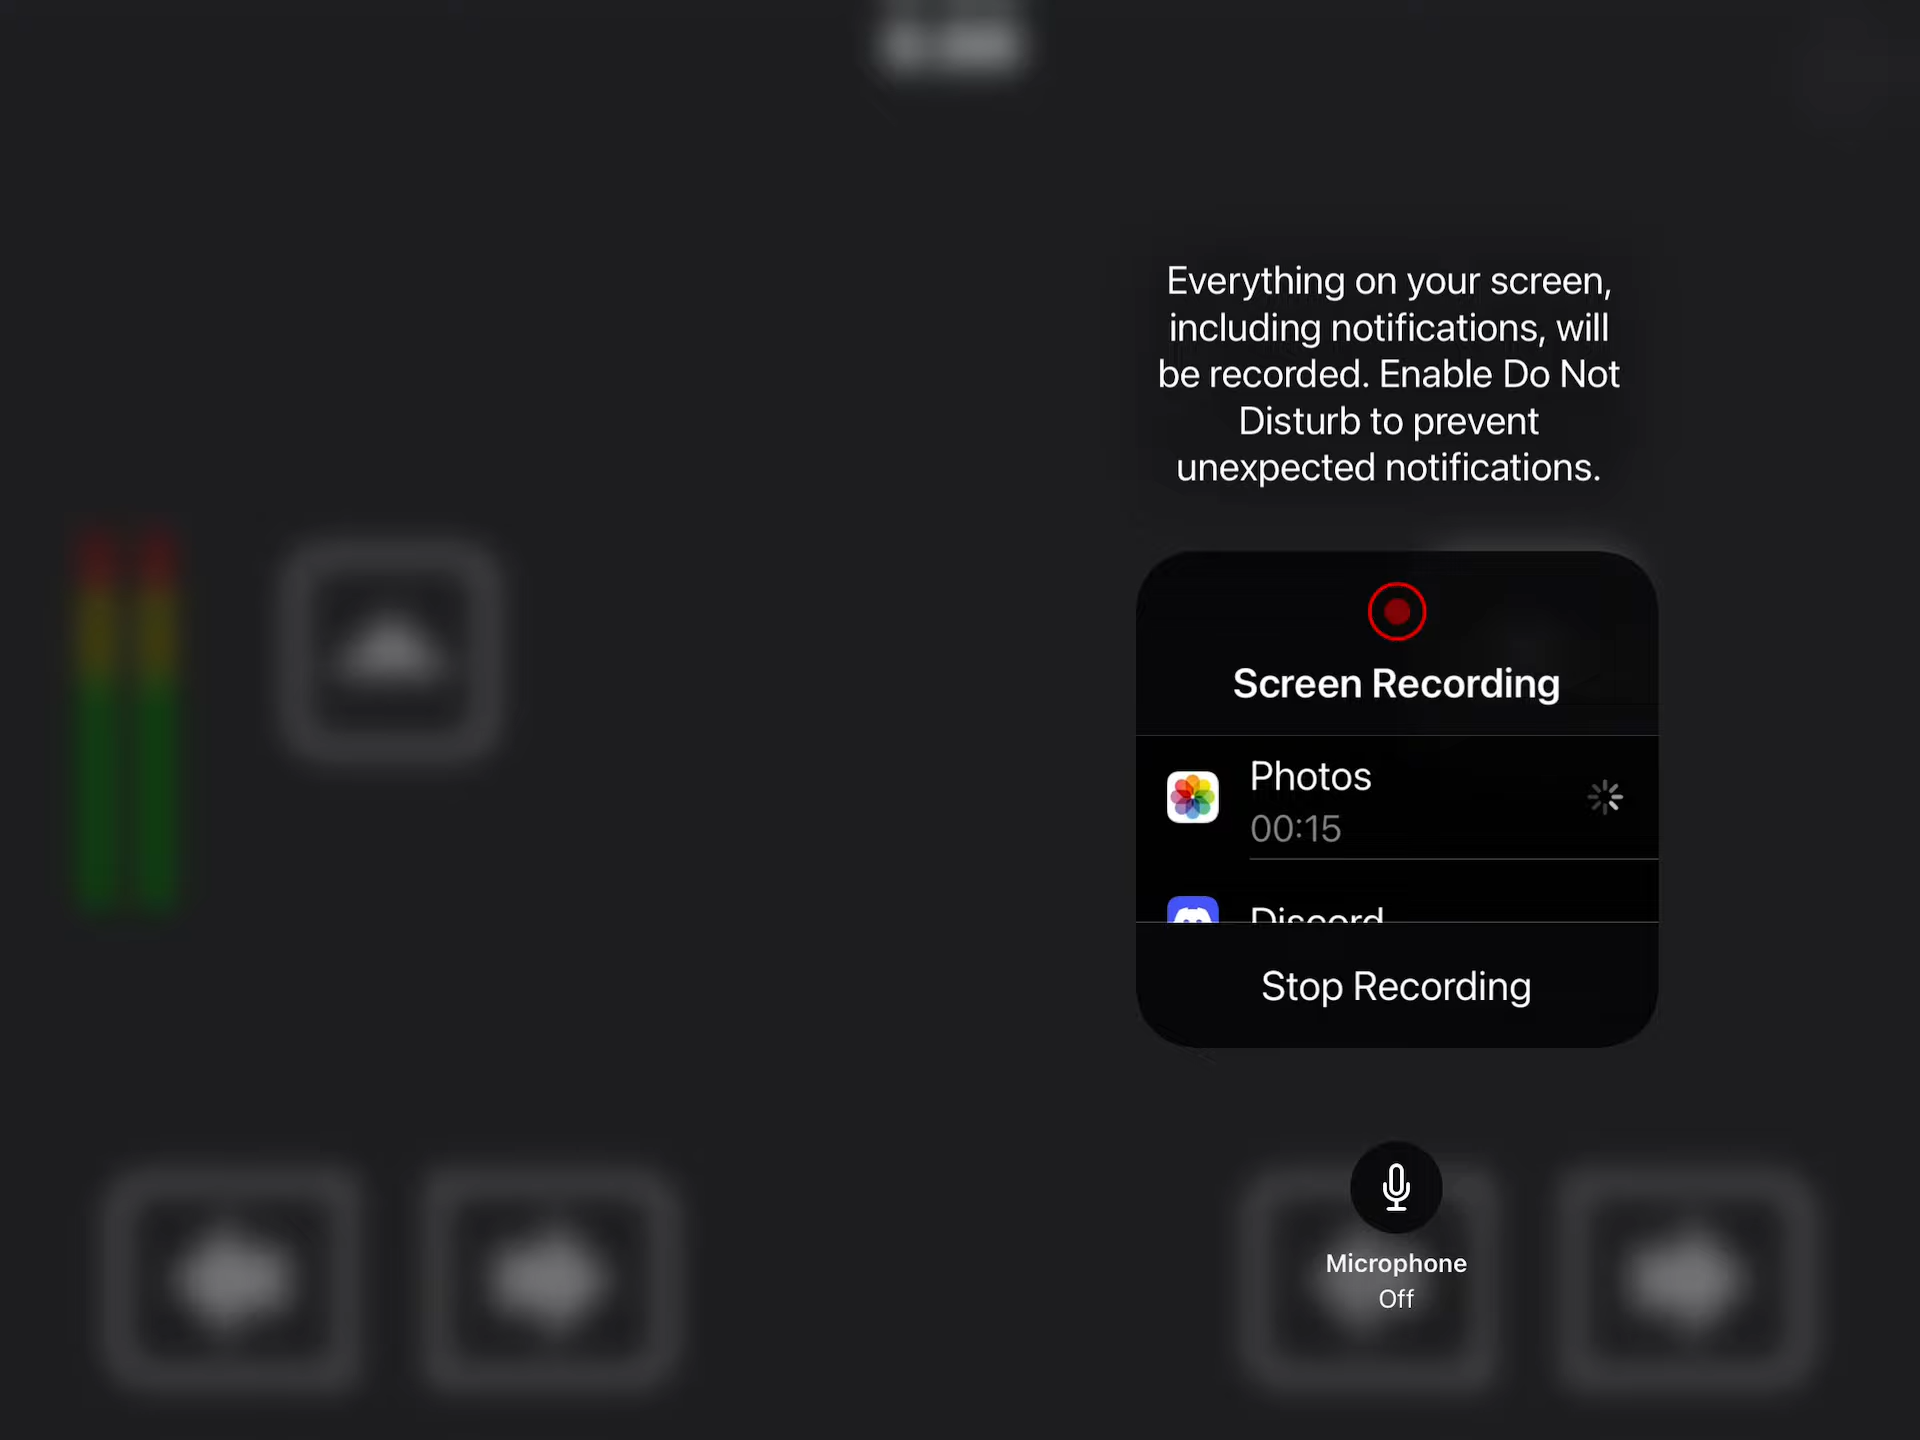 Everything on your screen,
including notifications, will
be recorded. Enable Do Not
Disturb to prevent
unexpected notifications.
Screen Recording
Photos
00:15
Discord
Stop Recording
Microphone
Off